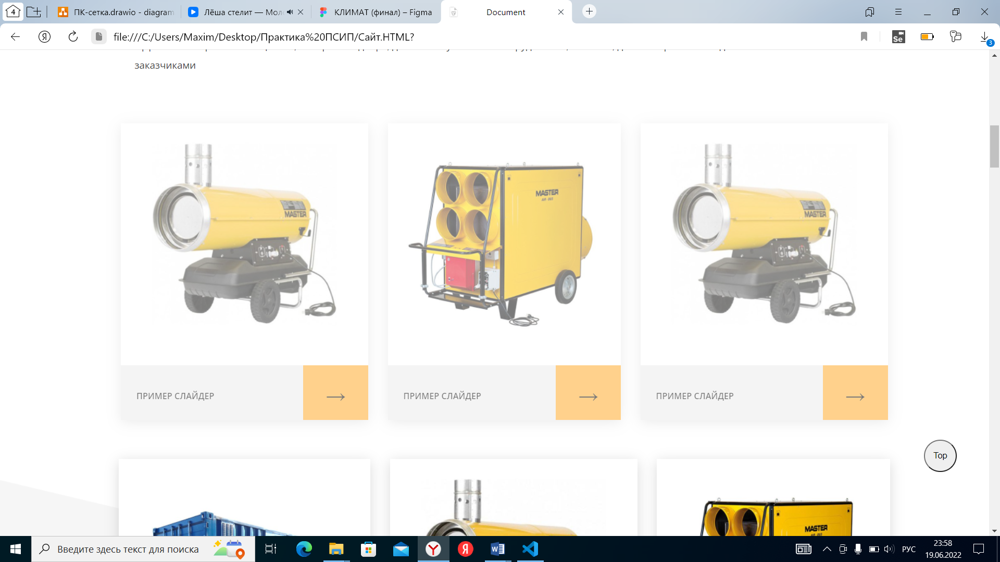 4
ПК-сетка.drawio - diagram
Лёша стелит — Моло
КЛИМАТ (финал) – Figma
Document
Я
file:///C:/Users/Maxim/Desktop/Практика%20ПСИП/Сайт.HTML?
Se
3
заказчиками
MASTER
MASTER
MASTER
ПРИМЕР СЛАЙДЕР
ПРИМЕР СЛАЙДЕР
ПРИМЕР СЛАЙДЕР
Top
MASTER
Введите здесь текст для поиска
Y
Я
W
РУС
23:58
19.06.2022